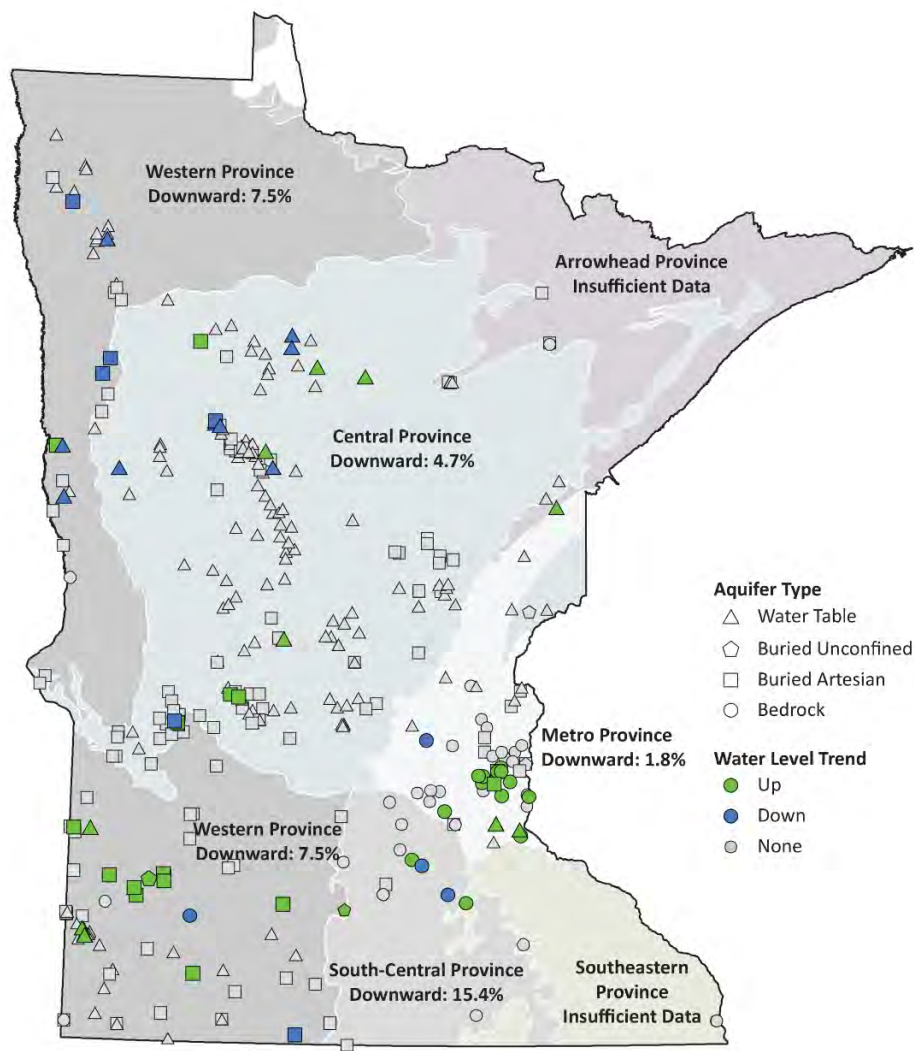 Western Province
Downward: 7.5%
Arrowhead Province
Insufficient Data
Central Province
Downward: 4.7%
Aquifer Type
Water Table
Buried Unconfined
Buried Artesian
Bedrock
Metro Province
Downward: 1.8%
Water Level Trend
Up
Down
None
Western Province
Downward: 7.5%
South-Central Province
Downward: 15.4%
Southeastern
Province
Insufficient Data